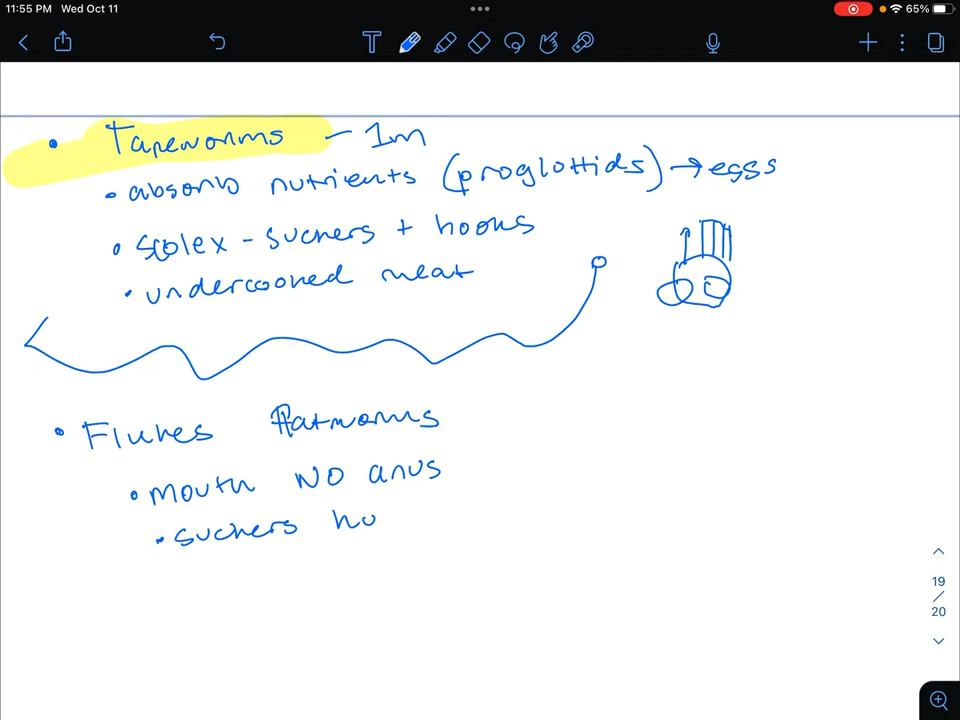 11:55 PM Wed Oct 11
65%
• Tapeworms - 1m
• absorb nutrients (proglottids) → eggs
• scolex - suckers + hooks
• undercooked meat
• Flukes Flatworms
• mouth NO anus
• suckers ho
19
/
20